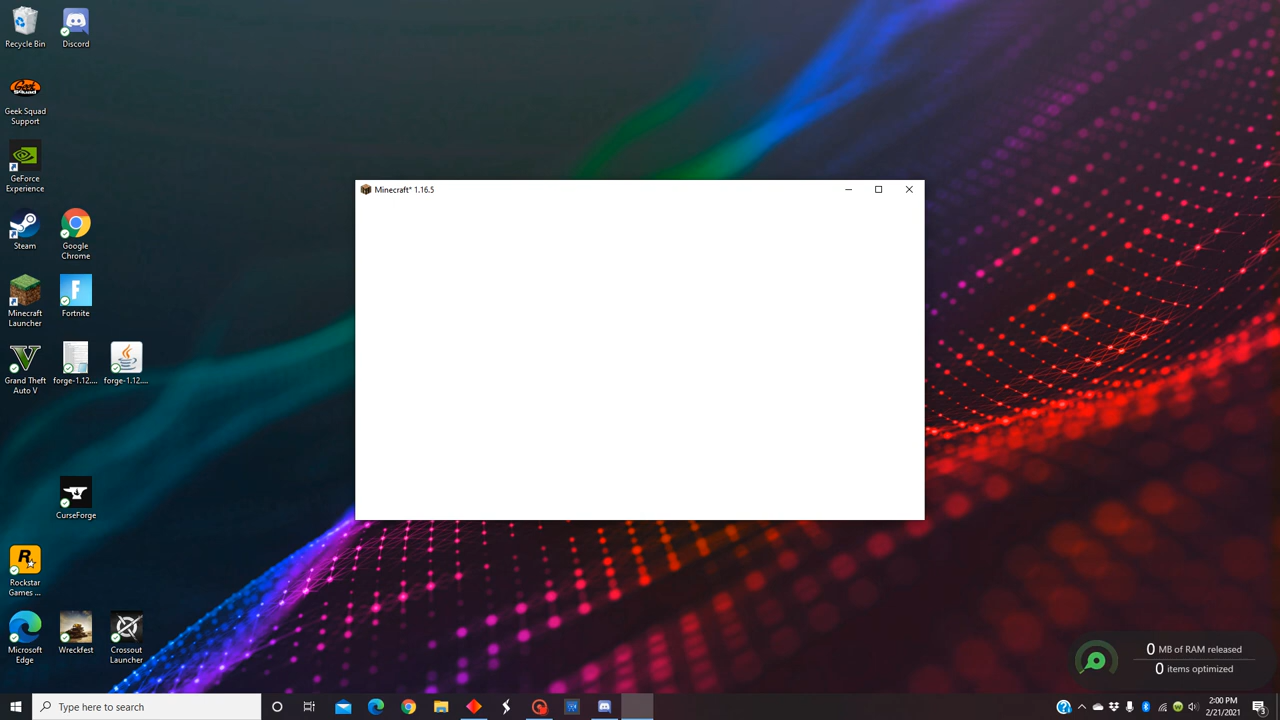 Recycle Bin
Discord
Geek Squad
Support
GeForce
Experience
Steam
Google
Chrome
Minecraft
Launcher
Fortnite
Grand Theft
Auto V
forge-1.12....
forge-1.12....
CurseForge
Rockstar
Games ...
Microsoft
Edge
Wreckfest
Crossout
Launcher
Minecraft* 1.16.5
0 MB of RAM released
0 items optimized
Type here to search
2:00 PM
2/21/2021
3